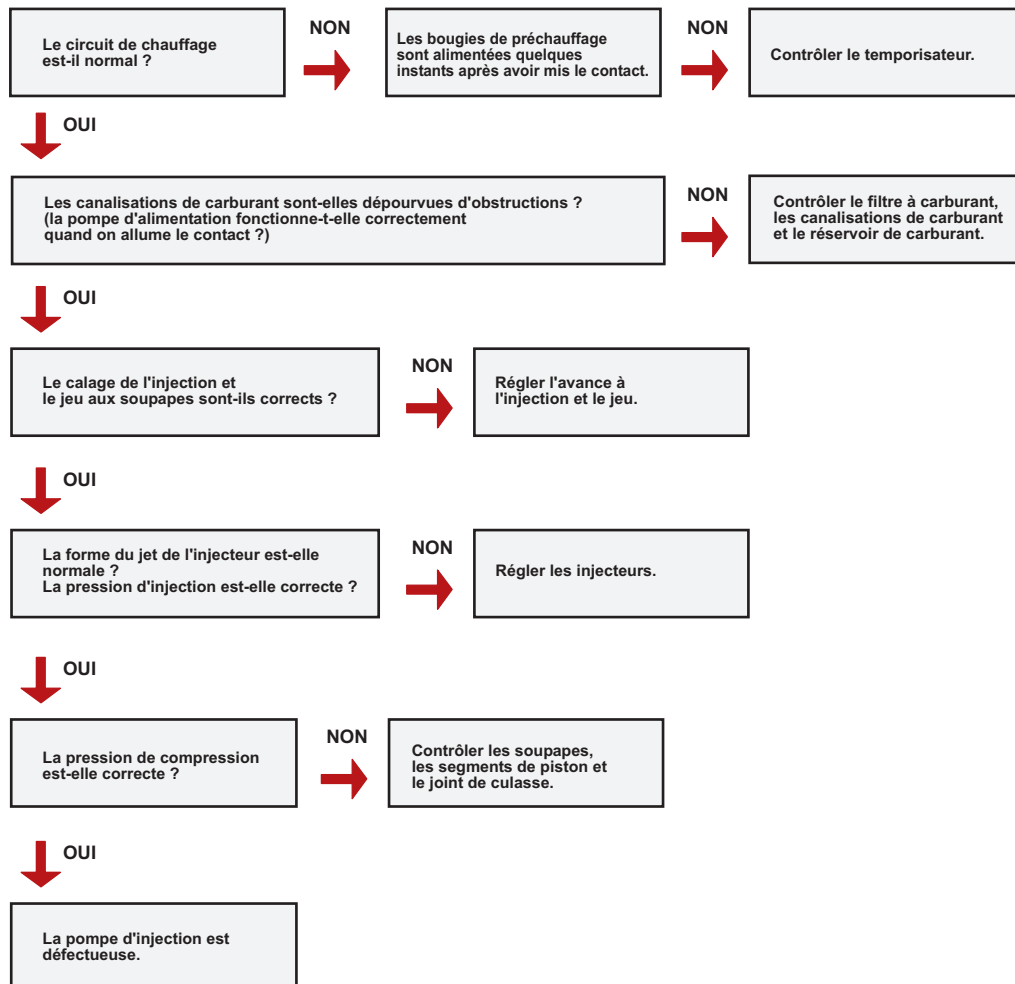 Le circuit de chauffage
est-il normal ?
NON
Les bougies de préchauffage
sont alimentées quelques
instants après avoir mis le contact.
NON
Contrôler le temporisateur.
OUI
Les canalisations de carburant sont-elles dépourvues d'obstructions ?
(la pompe d'alimentation fonctionne-t-elle correctement
quand on allume le contact ?)
NON
Contrôler le filtre à carburant,
les canalisations de carburant
et le réservoir de carburant.
OUI
Le calage de l'injection et
le jeu aux soupapes sont-ils corrects ?
NON
Régler l'avance à
l'injection et le jeu.
OUI
La forme du jet de l'injecteur est-elle
normale ?
La pression d'injection est-elle correcte ?
NON
Régler les injecteurs.
OUI
La pression de compression
est-elle correcte ?
NON
Contrôler les soupapes,
les segments de piston et
le joint de culasse.
OUI
La pompe d'injection est
défectueuse.